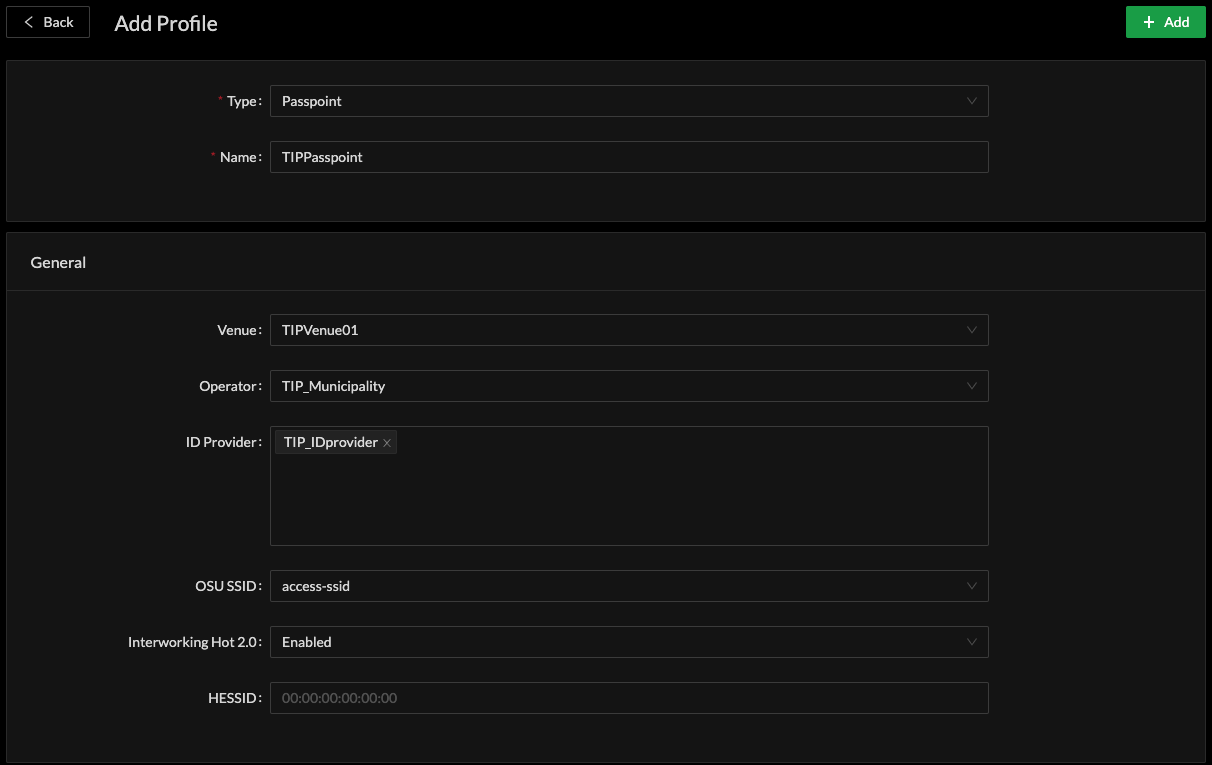 Back
Add Profile
Add
* Type:
Passpoint
* Name:
TIPPasspoint
General
Venue:
TIPVenue01
Operator:
TIP_Municipality
ID Provider:
TIP_IDprovider
OSU SSID:
access-ssid
Interworking Hot 2.0:
Enabled
HESSID:
00:00:00:00:00:00